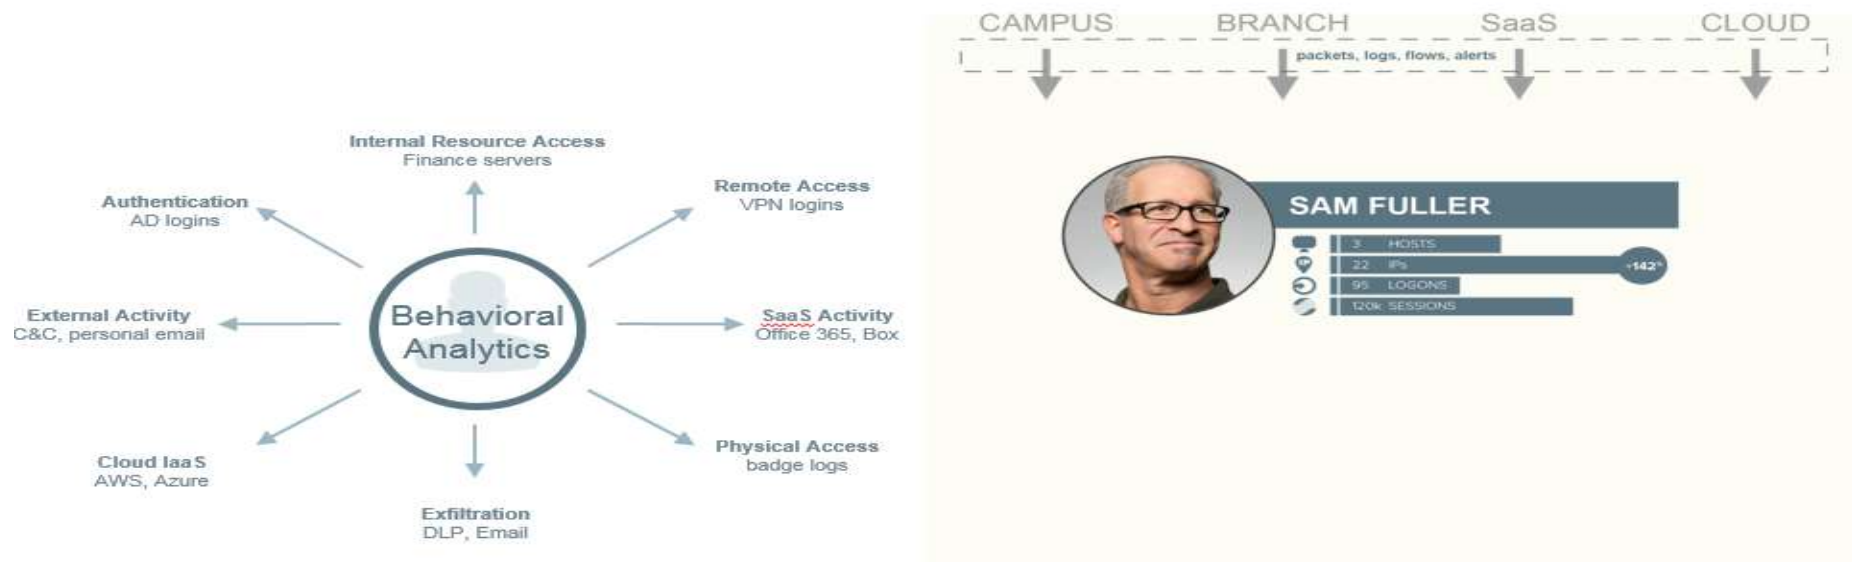 Internal Resource Access
Finance servers
Authentication
AD logins
Remote Access
VPN logins
External Activity
C&C, personal email
Behavioral
Analytics
SaaS Activity
Office 365, Box
Cloud IaaS
AWS, Azure
Physical Access
badge logs
Exfiltration
DLP, Email
CAMPUS BRANCH SaaS CLOUD
packets, logs, flows, alerts
SAM FULLER
3 HOSTS
22 IPs
+142%
95 LOGONS
120k SESSIONS